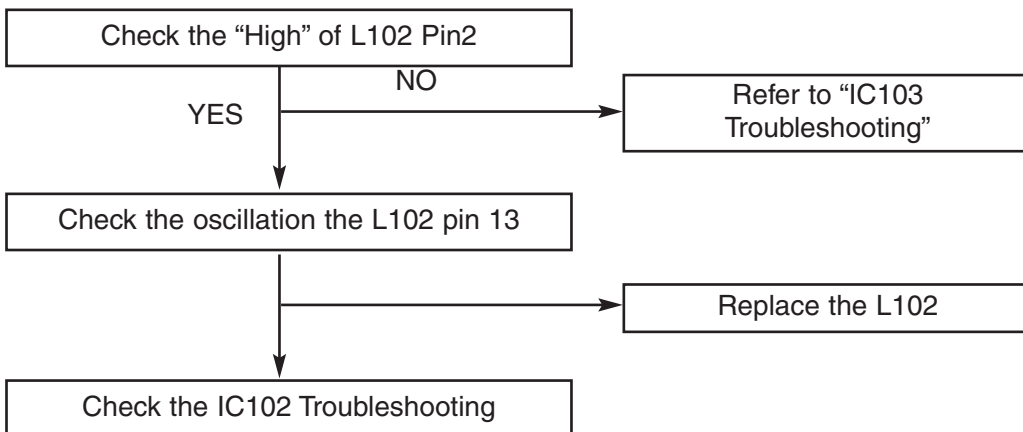 Check the “High” of L102 Pin2
NO
YES
Refer to “IC103
Troubleshooting”
Check the oscillation the L102 pin 13
Replace the L102
Check the IC102 Troubleshooting